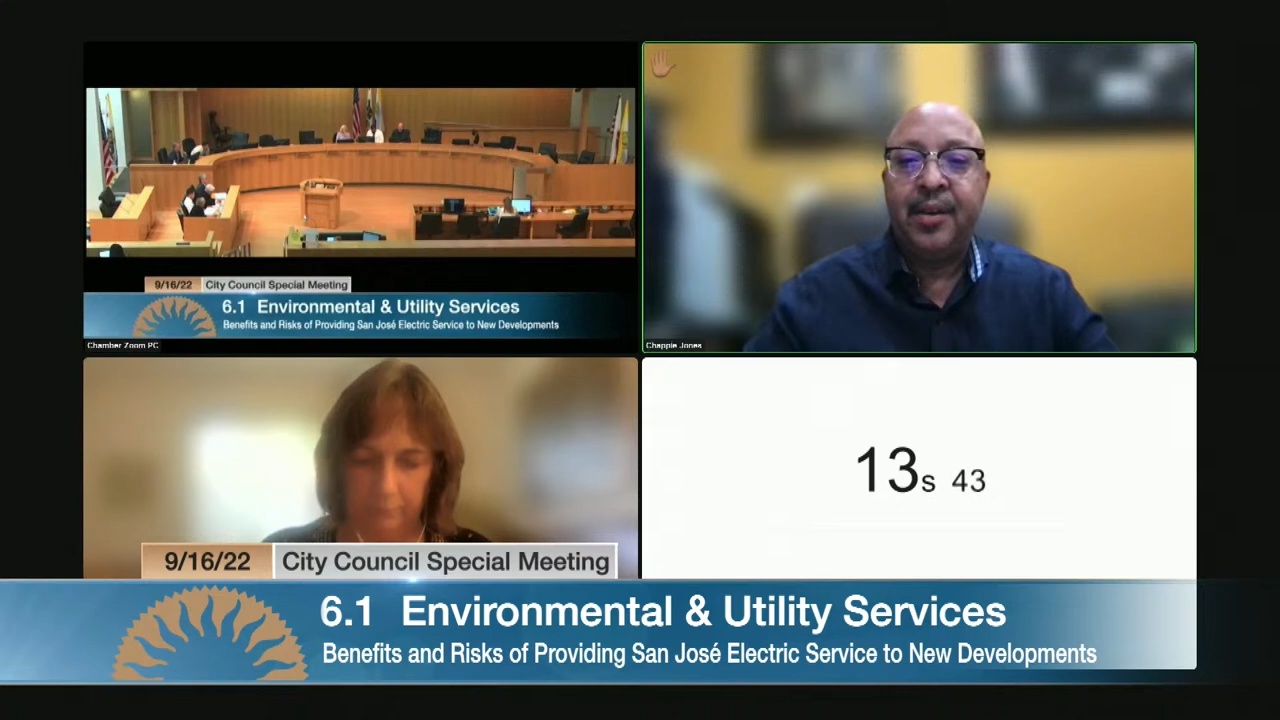 9/16/22 City Council Special Meeting
6.1 Environmental & Utility Services
Benefits and Risks of Providing San José Electric Service to New Developments
Chamber Zoom PC
Chappie Jones
13s 43
9/16/22 City Council Special Meeting
6.1 Environmental & Utility Services
Benefits and Risks of Providing San José Electric Service to New Developments